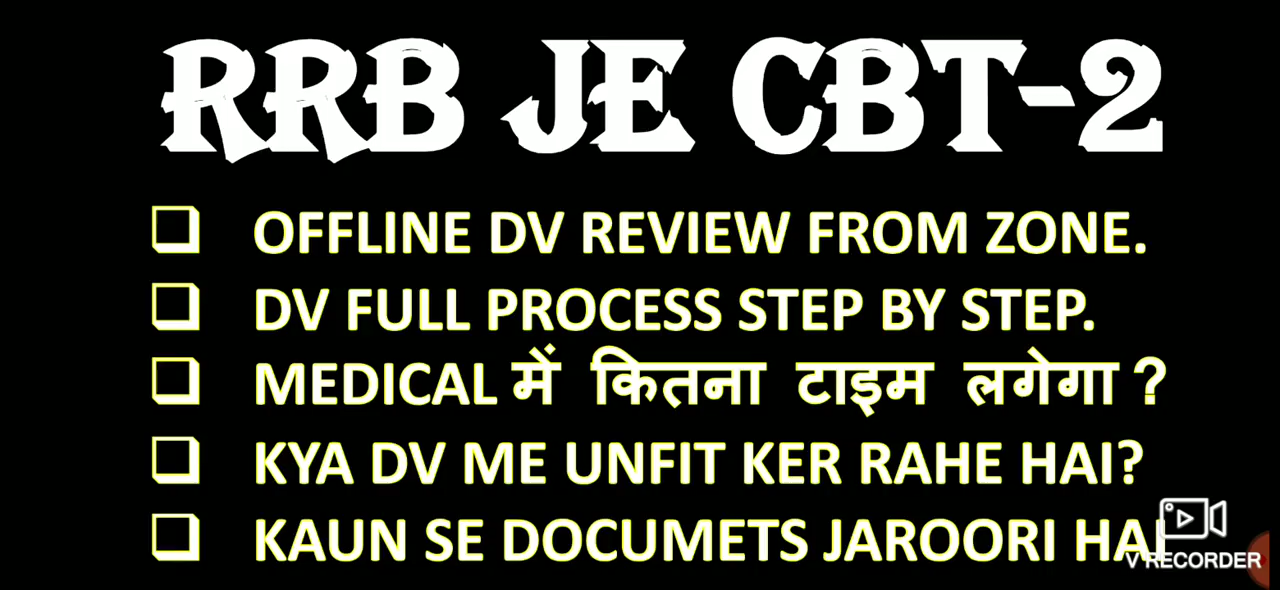 RRB JE CBT-2
OFFLINE DV REVIEW FROM ZONE.
DV FULL PROCESS STEP BY STEP.
MEDICAL में कितना टाइम लगेगा ?
KYA DV ME UNFIT KER RAHE HAI?
KAUN SE DOCUMETS JAROORI HAI
V RECORDER